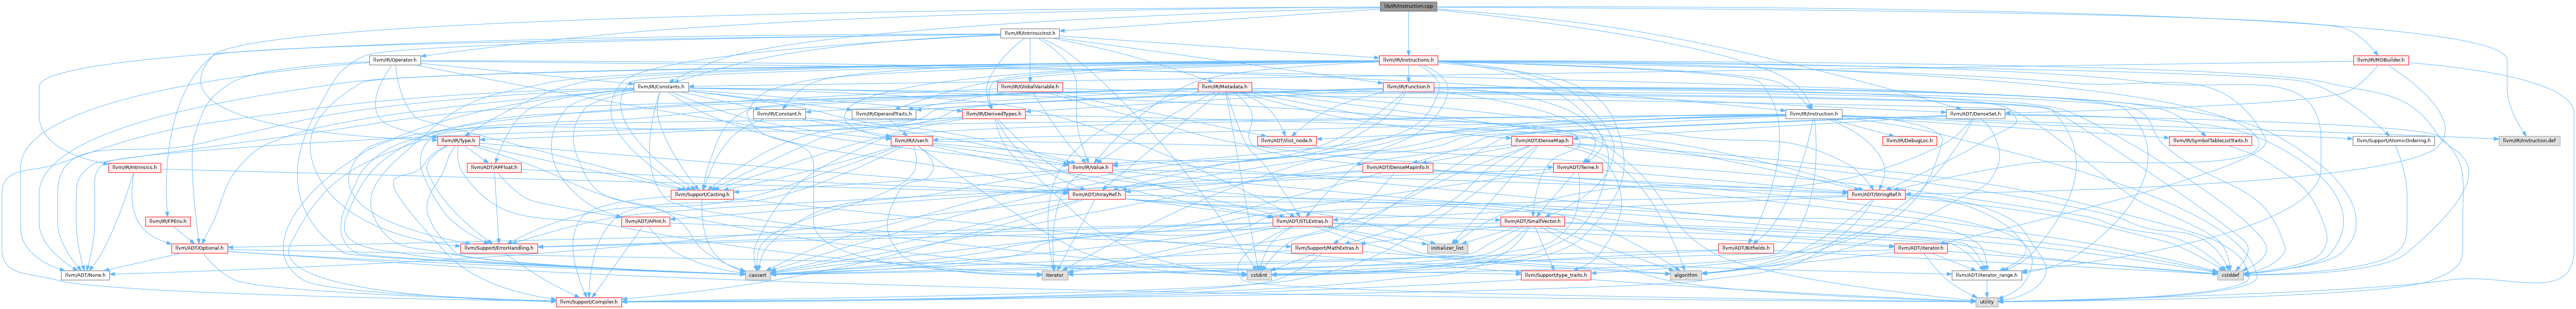 lib/IR/Instruction.cpp
llvm/IR/IntrinsicInst.h
llvm/IR/Operator.h
llvm/IR/Instructions.h
llvm/IR/MDBuilder.h
llvm/IR/Constants.h
llvm/IR/GlobalVariable.h
llvm/IR/Metadata.h
llvm/IR/Function.h
llvm/IR/Constant.h
llvm/IR/OperandTraits.h
llvm/IR/DerivedTypes.h
llvm/IR/Instruction.h
llvm/ADT/DenseSet.h
llvm/IR/Type.h
llvm/IR/User.h
llvm/ADT/ilist_node.h
llvm/ADT/DenseMap.h
llvm/IR/DebugLoc.h
llvm/IR/SymbolTableListTraits.h
llvm/Support/AtomicOrdering.h
llvm/IR/Instruction.def
llvm/IR/Intrinsics.h
llvm/ADT/APFloat.h
llvm/IR/Value.h
llvm/ADT/DenseMapInfo.h
llvm/ADT/Twine.h
llvm/Support/Casting.h
llvm/ADT/ArrayRef.h
llvm/ADT/StringRef.h
llvm/IR/FPEnv.h
llvm/ADT/APInt.h
llvm/ADT/STLExtras.h
llvm/ADT/SmallVector.h
llvm/ADT/Optional.h
llvm/Support/ErrorHandling.h
llvm/Support/MathExtras.h
initializer_list
llvm/ADT/Bitfields.h
llvm/ADT/iterator.h
llvm/ADT/None.h
cassert
iterator
cstdint
llvm/Support/type_traits.h
algorithm
llvm/ADT/iterator_range.h
cstddef
llvm/Support/Compiler.h
utility